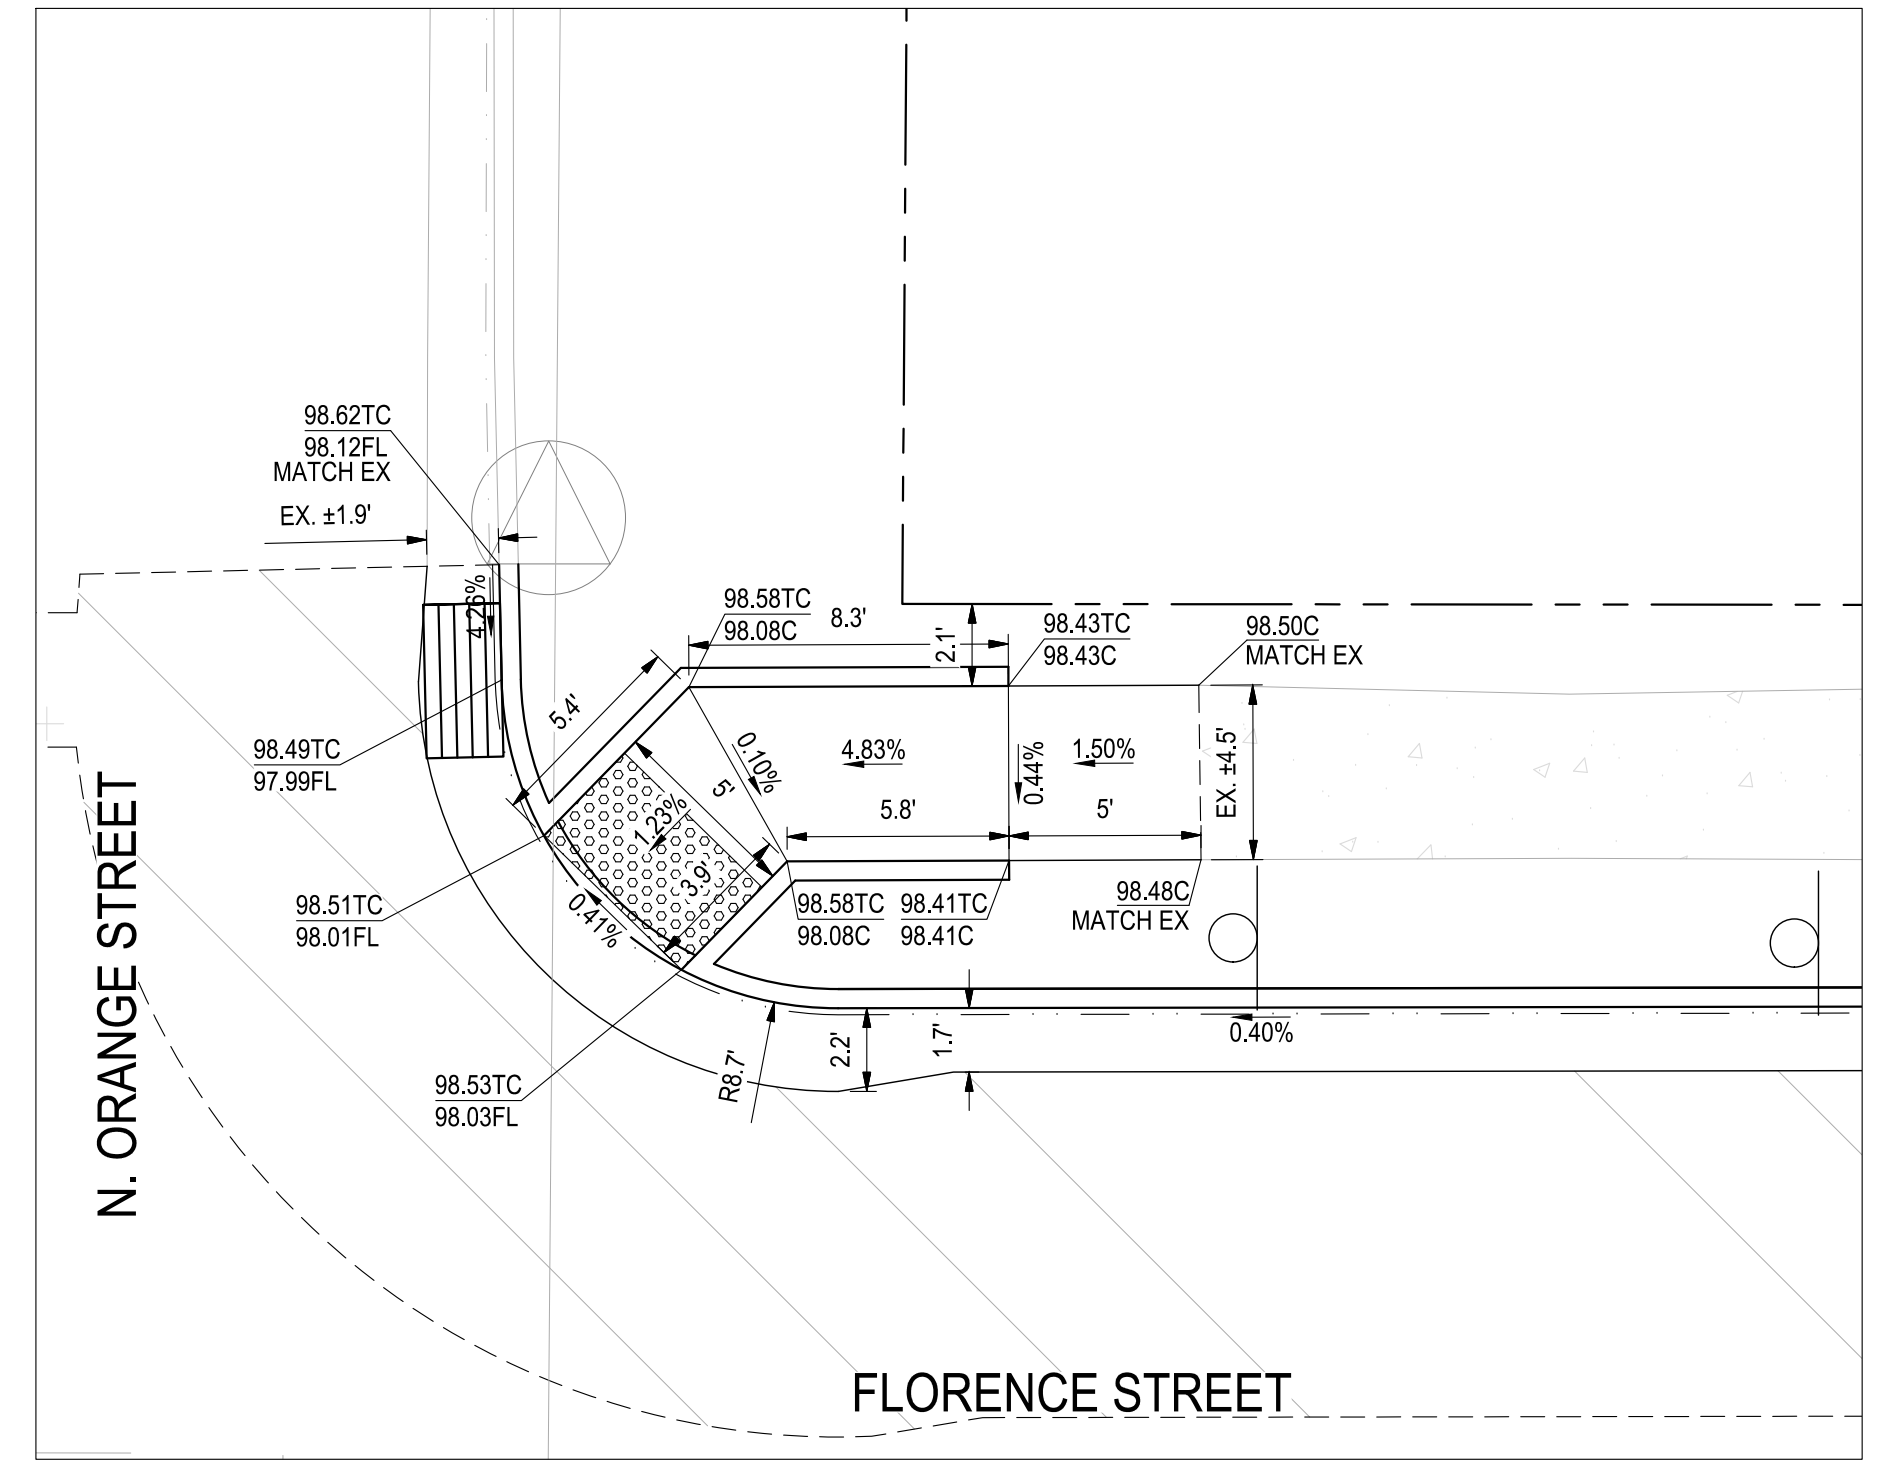 98.62TC
98.12FL
MATCH EX
EX. ±1.9'
4.26%
98.58TC
98.08C
8.3'
2.1'
98.43TC
98.43C
98.50C
MATCH EX
5.4'
0.10%
4.83%
0.44%
1.50%
EX. ±4.5'
98.49TC
97.99FL
5'
1.23%
5.8'
5'
3.9'
98.51TC
98.01FL
0.41%
98.58TC
98.08C
98.41TC
98.41C
98.48C
MATCH EX
N. ORANGE STREET
98.53TC
98.03FL
R8.7'
2.2'
1.7'
0.40%
FLORENCE STREET